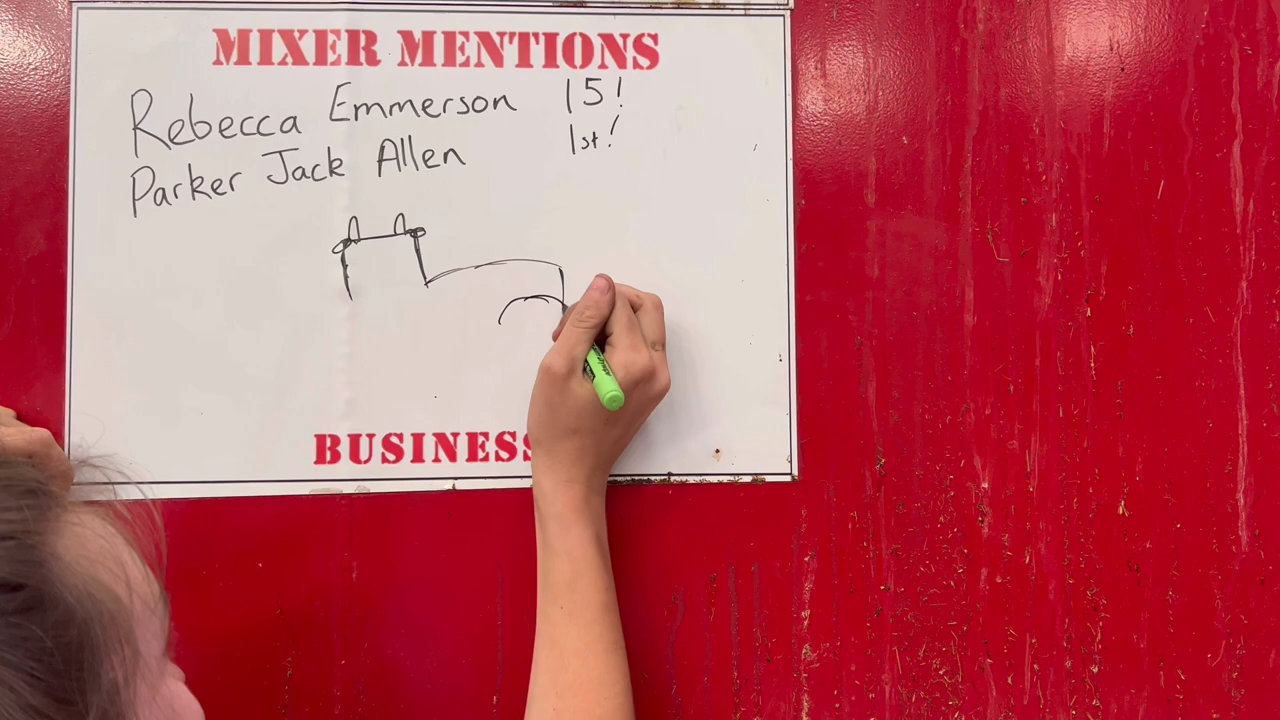 MIXER MENTIONS
Rebecca Emmerson 15!
Parker Jack Allen 1st!
BUSINESS